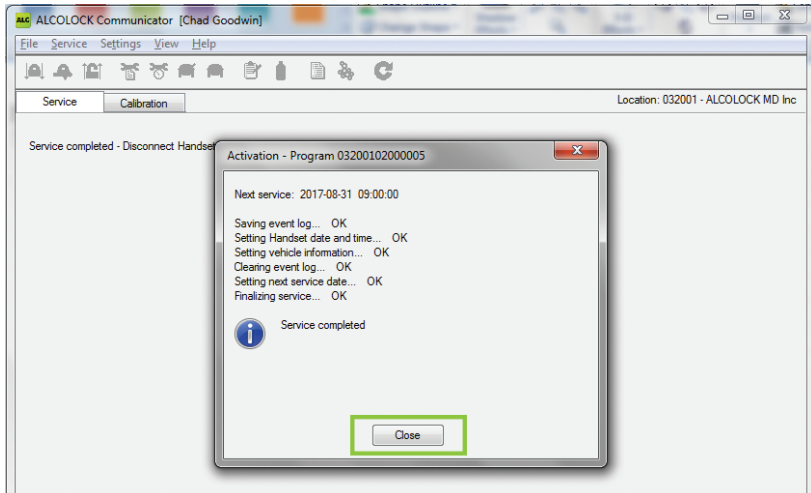 ALC ALCOLOCK Communicator [Chad Goodwin]
File Service Settings View Help
Service Calibration Location: 032001 - ALCOLOCK MD Inc
Service completed - Disconnect Handset
Activation - Program 03200102000005
Next service: 2017-08-31 09:00:00
Saving event log... OK
Setting Handset date and time... OK
Setting vehicle information... OK
Clearing event log... OK
Setting next service date... OK
Finalizing service... OK
Service completed
Close